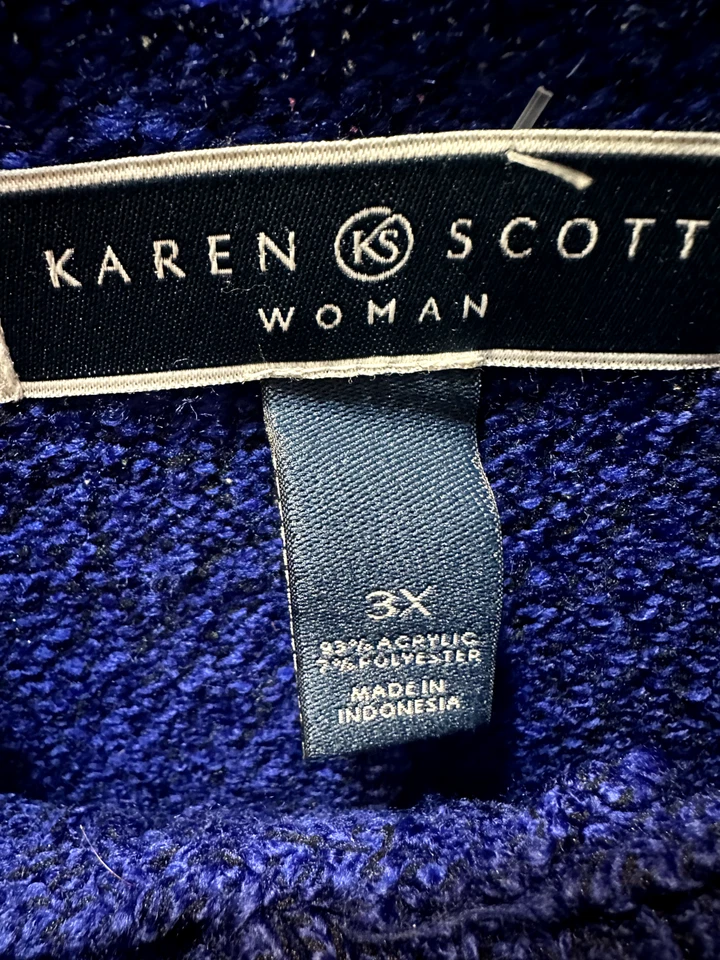 KAREN KS SCOTT
WOMAN
3X
93% ACRYLIC
7% POLYESTER
MADE IN
INDONESIA